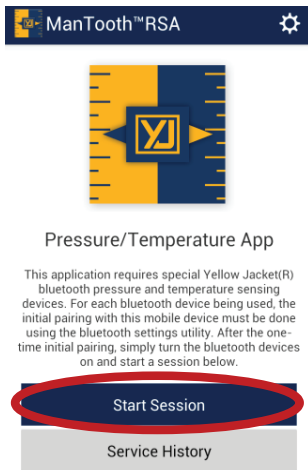 ManTooth™RSA
YJ
Pressure/Temperature App
This application requires special Yellow Jacket(R)
bluetooth pressure and temperature sensing
devices. For each bluetooth device being used, the
initial pairing with this mobile device must be done
using the bluetooth settings utility. After the one-
time initial pairing, simply turn the bluetooth devices
on and start a session below.
Start Session
Service History